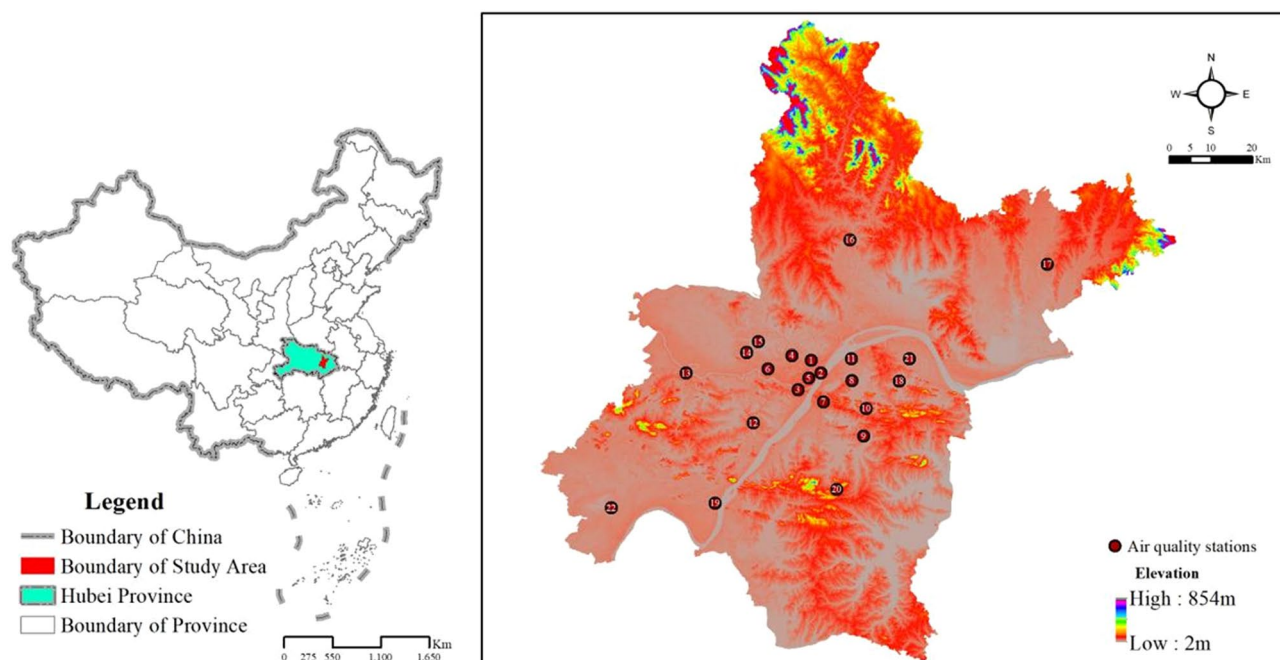 Legend
Boundary of China
Boundary of Study Area
Hubei Province
Boundary of Province
Km
0 275 550 1.100 1.650
N
W E
S
0 5 10 20
Km
16
17
15
14
4
1
11
21
13
6
2
5
8
18
3
7
10
12
9
20
19
22
Air quality stations
Elevation
High : 854m
Low : 2m